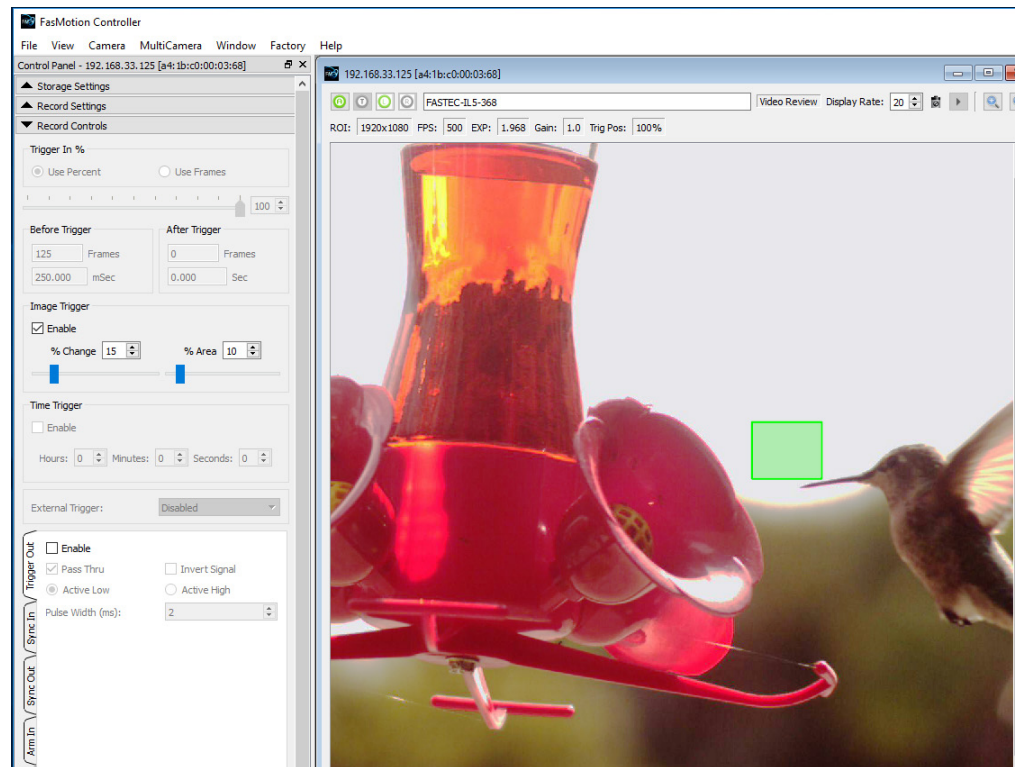 FasMotion Controller
File View Camera MultiCamera Window Factory Help
Control Panel - 192.168.33.125 [a4:1b:c0:00:03:68]
Storage Settings
Record Settings
Record Controls
Trigger In %
Use Percent Use Frames
100
Before Trigger After Trigger
125 Frames 0 Frames
250.000 mSec 0.000 Sec
Image Trigger
Enable
% Change 15 % Area 10
Time Trigger
Enable
Hours: 0 Minutes: 0 Seconds: 0
External Trigger: Disabled
Trigger Out
Sync In
Sync Out
Arm In
Enable
Pass Thru Invert Signal
Active Low Active High
Pulse Width (ms): 2
192.168.33.125 [a4:1b:c0:00:03:68]
FASTEC-IL5-368 Video Review Display Rate: 20
ROI: 1920x1080 FPS: 500 EXP: 1.968 Gain: 1.0 Trig Pos: 100%